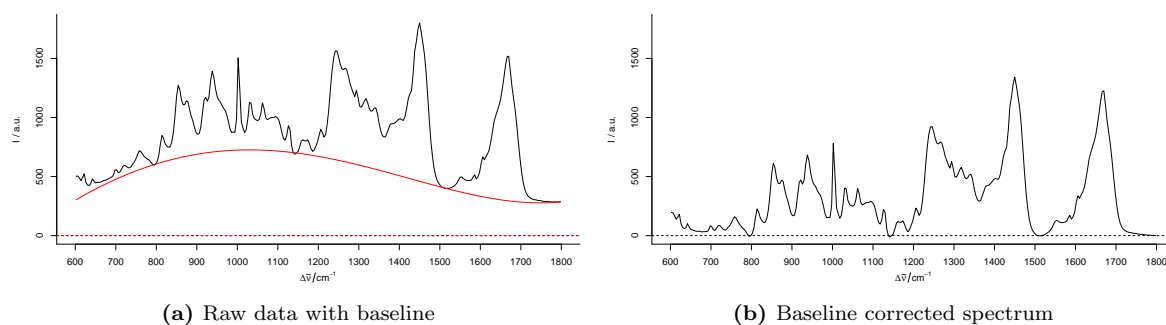 I / a.u.
1500
1000
500
0
600 700 800 900 1000 1100 1200 1300 1400 1500 1600 1700 1800
Δν̃/cm⁻¹
(a) Raw data with baseline
I / a.u.
1500
1000
500
0
600 700 800 900 1000 1100 1200 1300 1400 1500 1600 1700 1800
Δν̃/cm⁻¹
(b) Baseline corrected spectrum